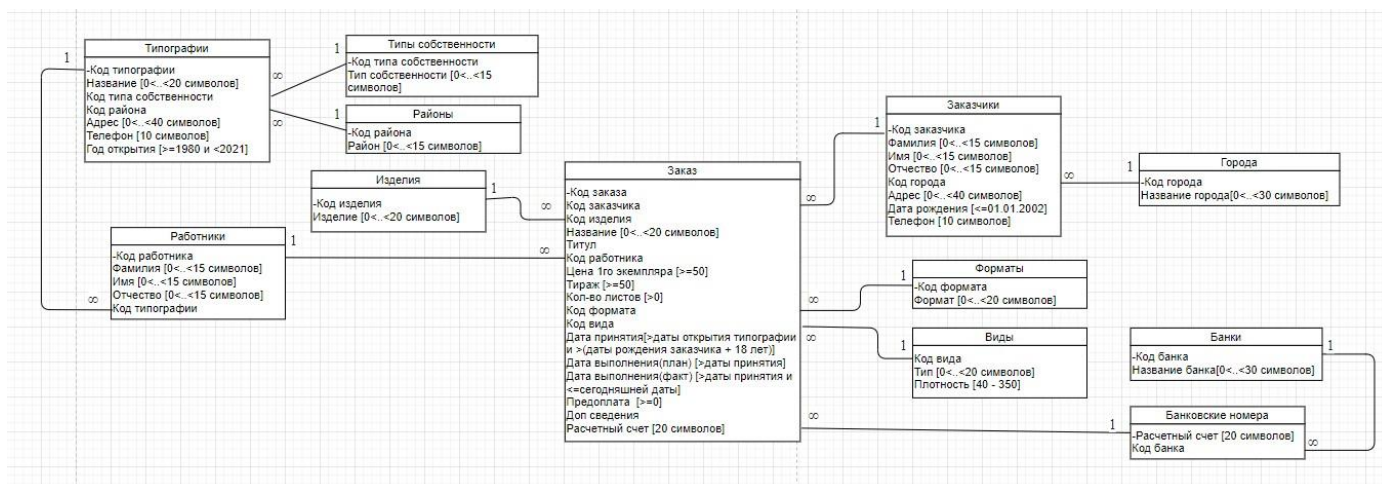 Типографии
-Код типографии
Название [0<..<20 символов]
Код типа собственности
Код района
Адрес [0<..<40 символов]
Телефон [10 символов]
Год открытия [>=1980 и <2021]
1
∞
∞
∞
Типы собственности
-Код типа собственности
Тип собственности [0<..<15
символов]
1
Районы
-Код района
Район [0<..<15 символов]
1
Изделия
-Код изделия
Изделие [0<..<20 символов]
1
∞
Работники
-Код работника
Фамилия [0<..<15 символов]
Имя [0<..<15 символов]
Отчество [0<..<15 символов]
Код типографии
1
∞
Заказ
-Код заказа
Код заказчика
Код изделия
Название [0<..<20 символов]
Титул
Код работника
Цена 1го экземпляра [>=50]
Тираж [>=50]
Кол-во листов [>0]
Код формата
Код вида
Дата принятия[>даты открытия типографии
и >(даты рождения заказчика + 18 лет)]
Дата выполнения(план) [>даты принятия]
Дата выполнения(факт) [>даты принятия и
<=сегодняшней даты]
Предоплата [>=0]
Доп сведения
Расчетный счет [20 символов]
∞
∞
∞
∞
Заказчики
-Код заказчика
Фамилия [0<..<15 символов]
Имя [0<..<15 символов]
Отчество [0<..<15 символов]
Код города
Адрес [0<..<40 символов]
Дата рождения [<=01.01.2002]
Телефон [10 символов]
1
∞
Города
-Код города
Название города[0<..<30 символов]
1
Форматы
-Код формата
Формат [0<..<20 символов]
1
Виды
Код вида
Тип [0<..<20 символов]
Плотность [40 - 350]
1
Банки
-Код банка
Название банка[0<..<30 символов]
1
Банковские номера
-Расчетный счет [20 символов]
Код банка
1
∞